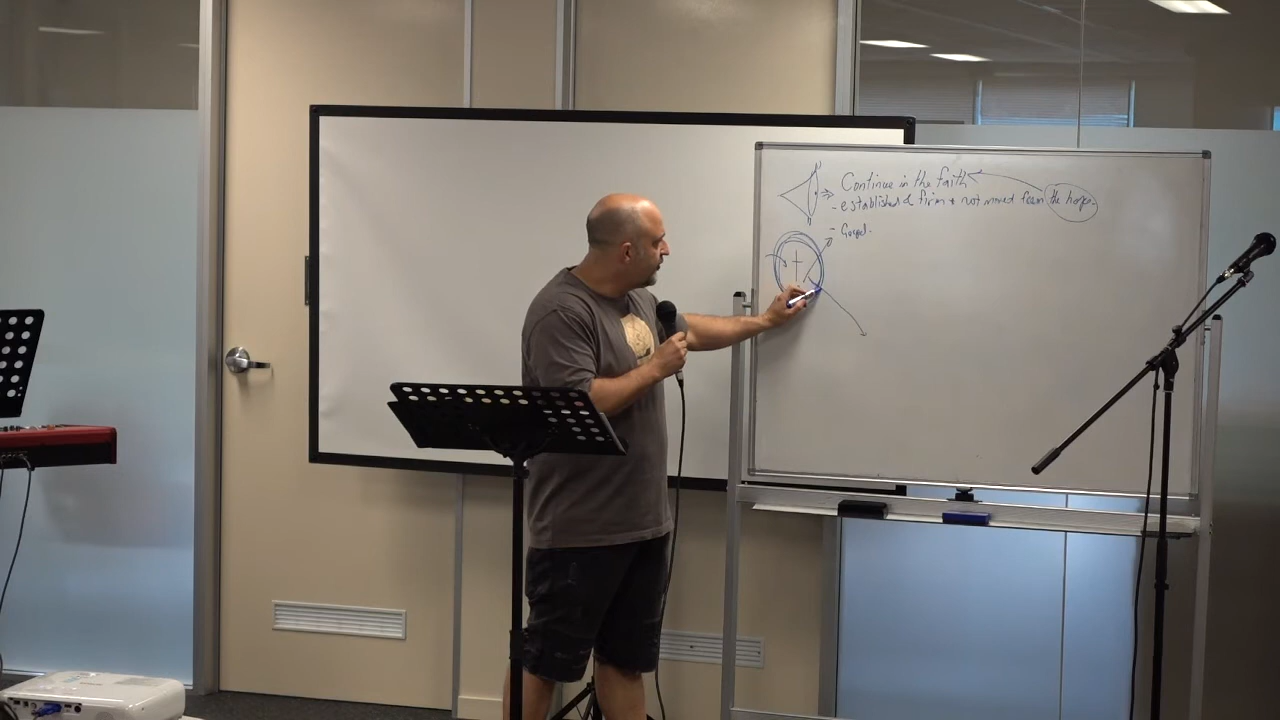 Continue in the faith
- established & firm + not moved from the hope.
- Gospel.